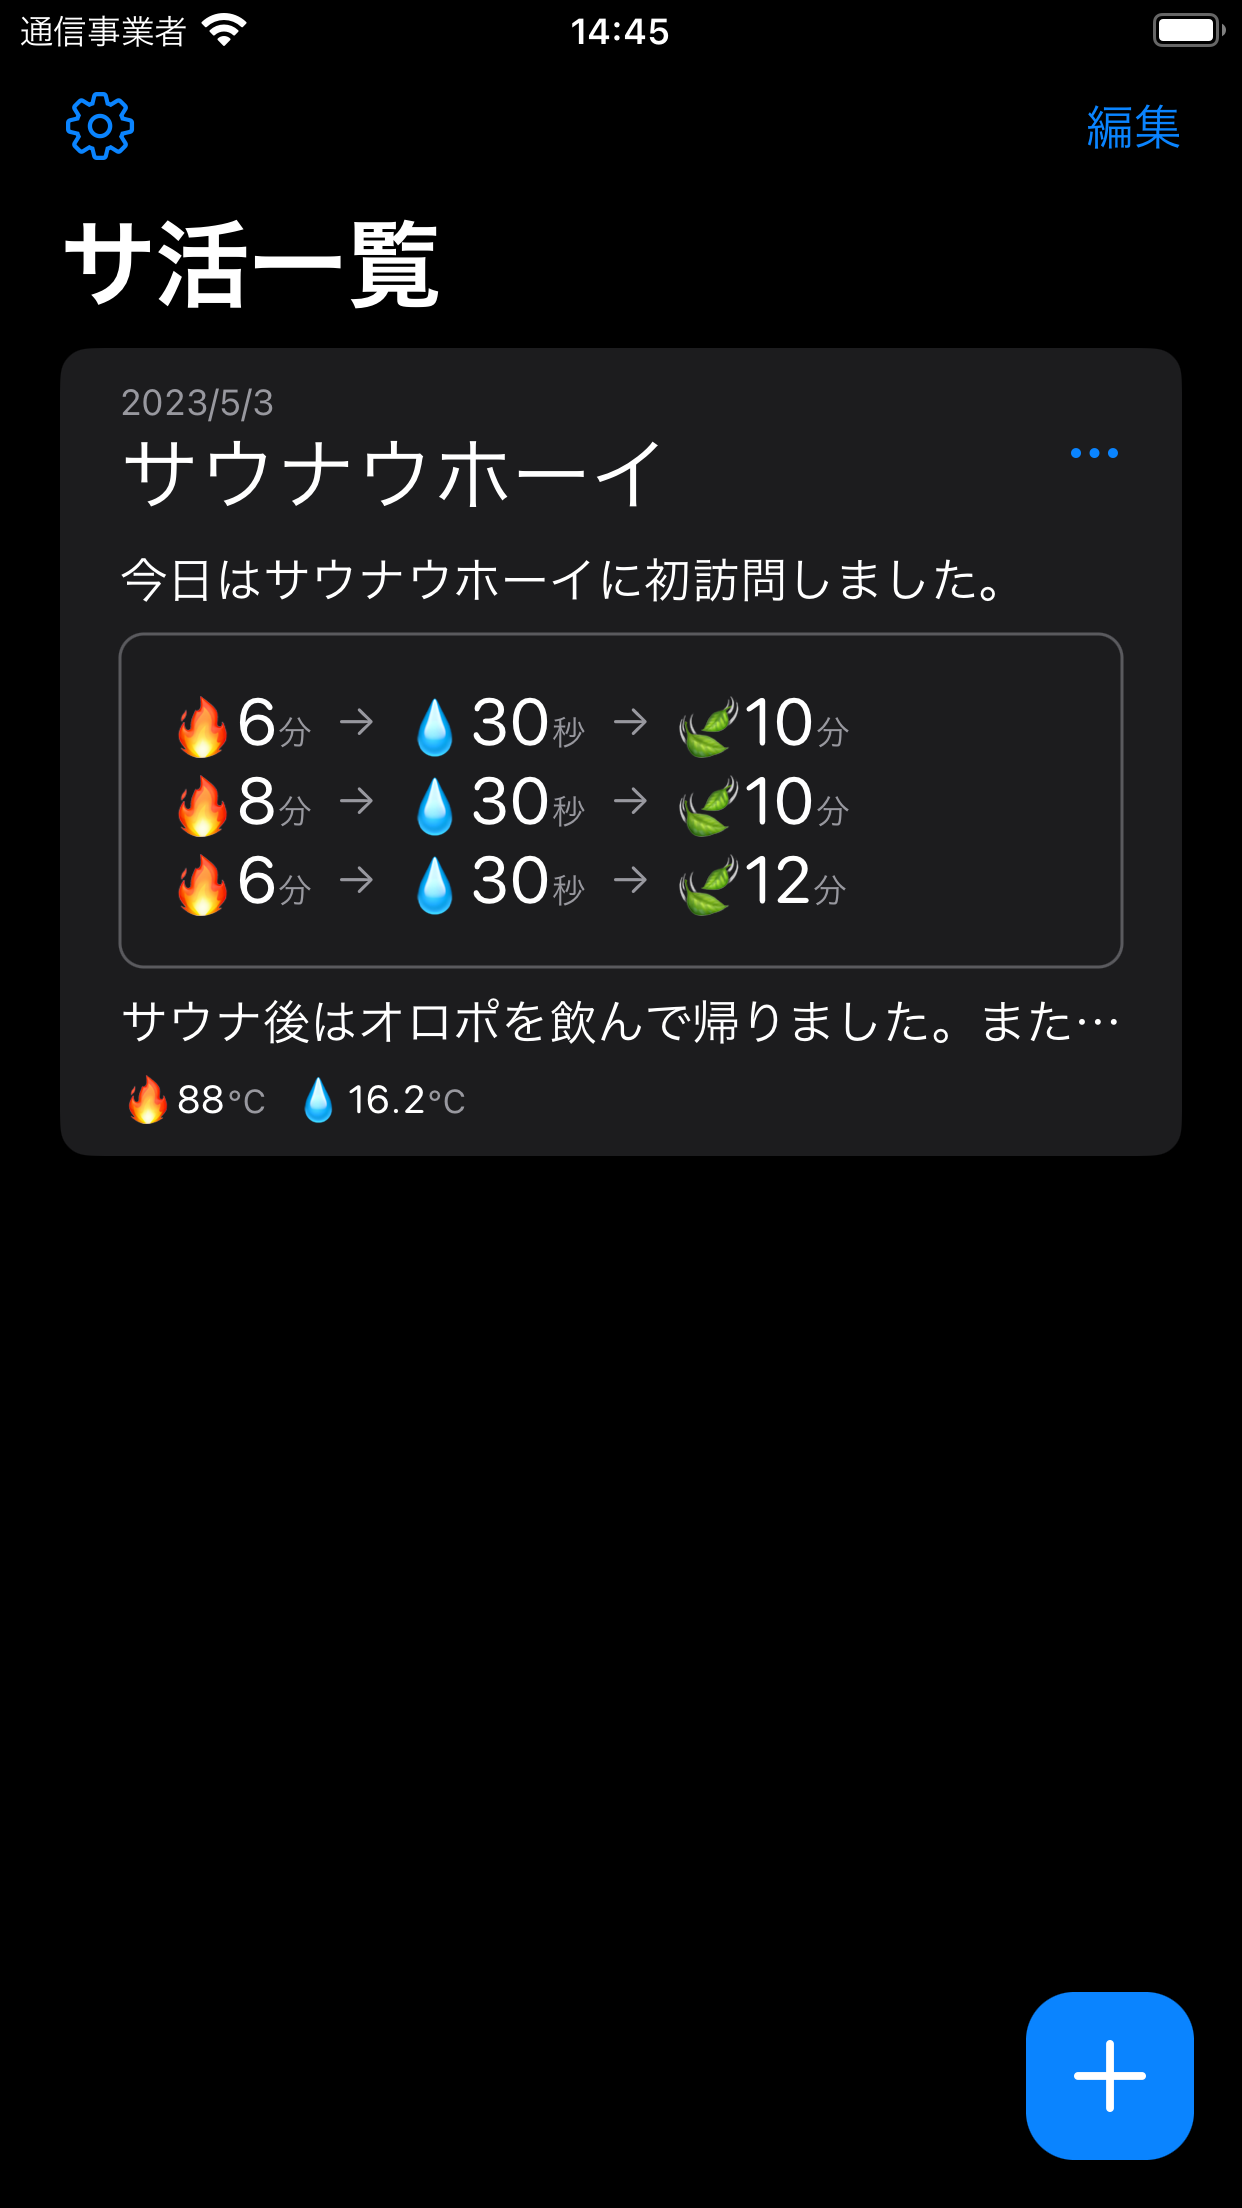 通信事業者 14:45
編集
サ活一覧
2023/5/3
サウナウホーイ
今日はサウナウホーイに初訪問しました。
🔥6分 → 💧30秒 → 🍃10分
🔥8分 → 💧30秒 → 🍃10分
🔥6分 → 💧30秒 → 🍃12分
サウナ後はオロポを飲んで帰りました。また…
🔥88℃ 💧16.2℃